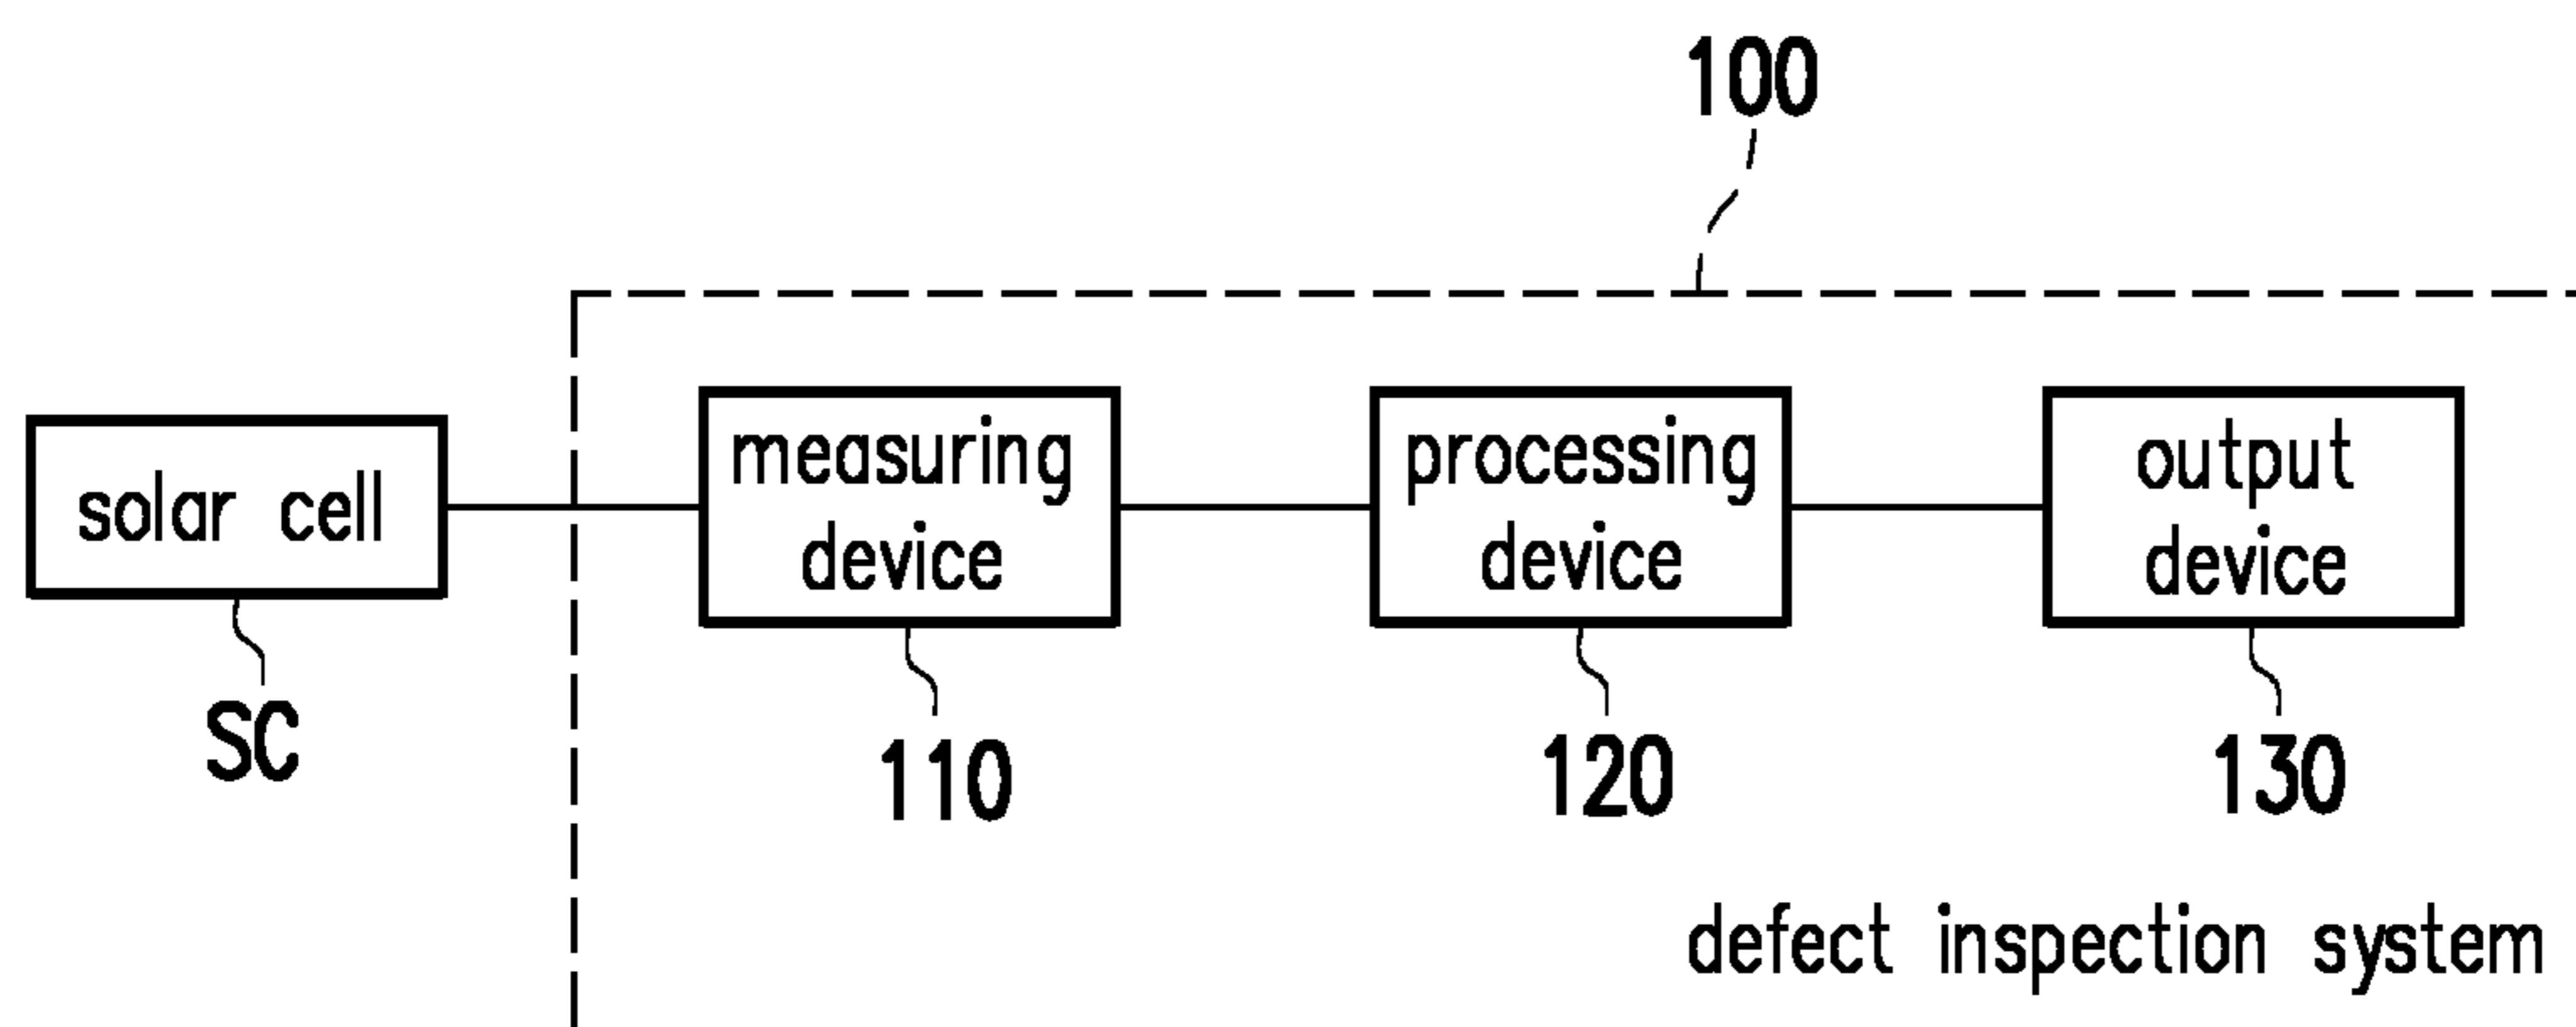 100
solar cell
measuring
device
processing
device
output
device
SC
110
120
130
defect inspection system